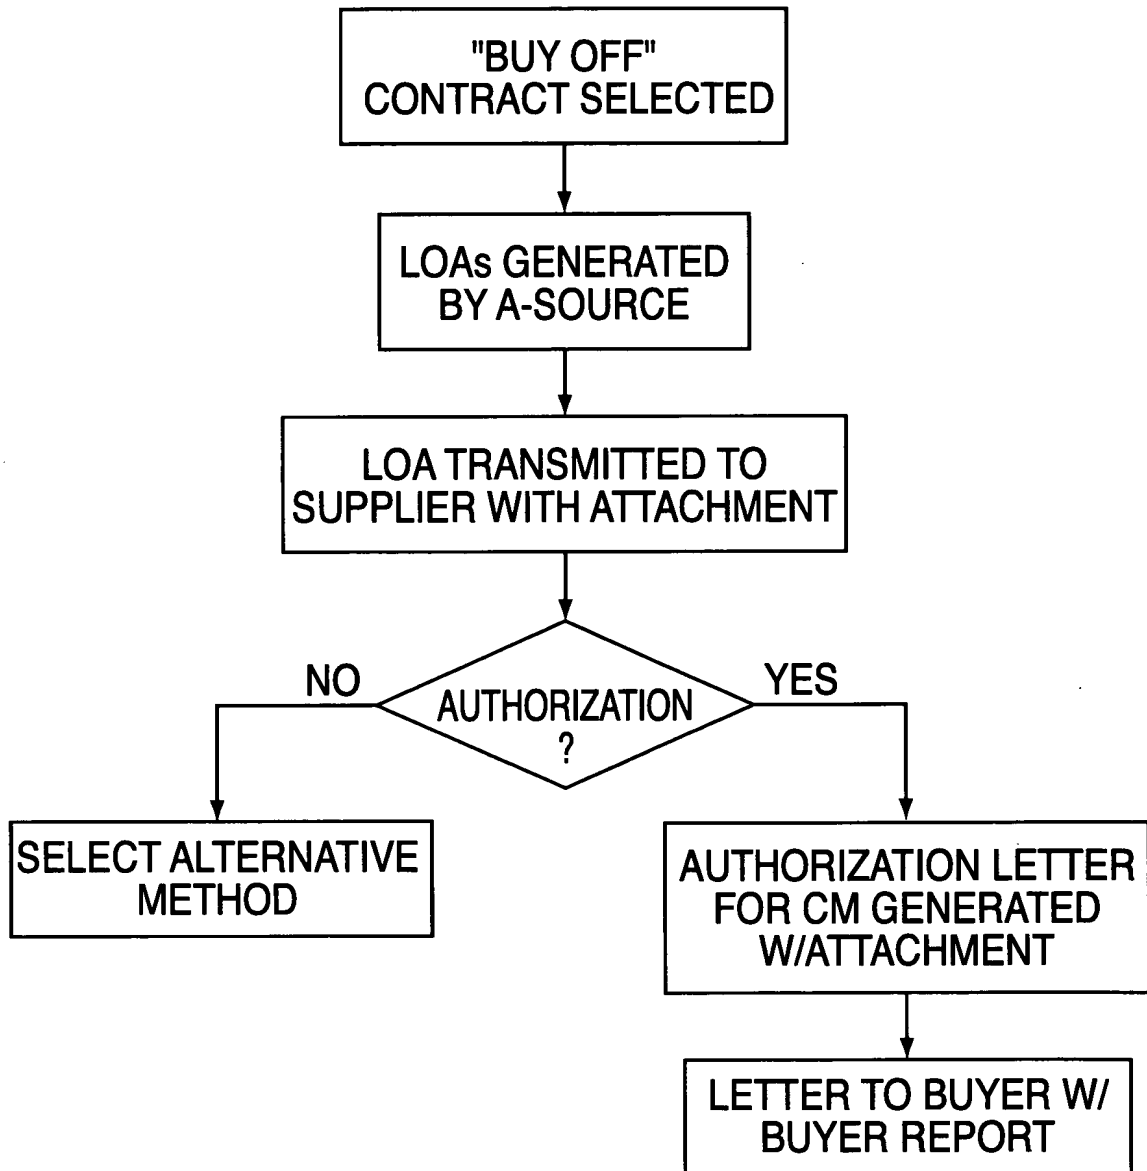 "BUY OFF"
CONTRACT SELECTED
LOAs GENERATED
BY A-SOURCE
LOA TRANSMITTED TO
SUPPLIER WITH ATTACHMENT
NO
YES
AUTHORIZATION
?
SELECT ALTERNATIVE
METHOD
AUTHORIZATION LETTER
FOR CM GENERATED
W/ATTACHMENT
LETTER TO BUYER W/
BUYER REPORT